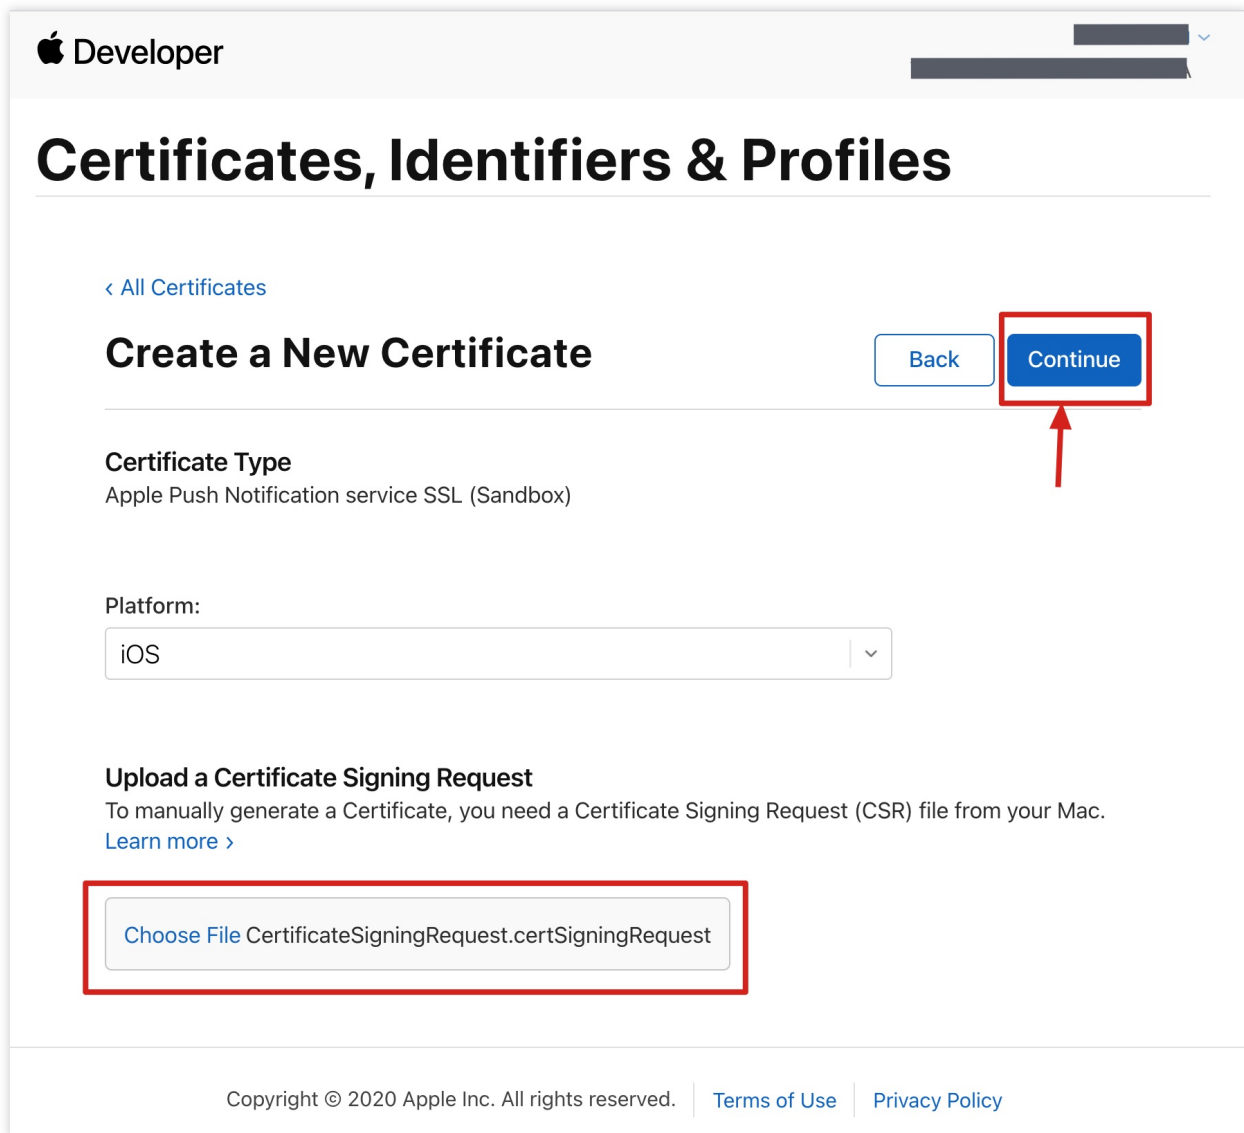 Developer
Certificates, Identifiers & Profiles
‹ All Certificates
Create a New Certificate
Back
Continue
Certificate Type
Apple Push Notification service SSL (Sandbox)
Platform:
iOS
Upload a Certificate Signing Request
To manually generate a Certificate, you need a Certificate Signing Request (CSR) file from your Mac.
Learn more ›
Choose File CertificateSigningRequest.certSigningRequest
Copyright © 2020 Apple Inc. All rights reserved.
Terms of Use
Privacy Policy